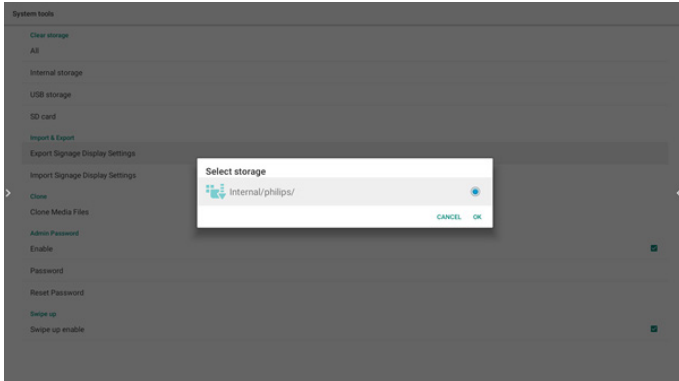 System tools
Clear storage
All
Internal storage
USB storage
SD card
Import & Export
Export Signage Display Settings
Import Signage Display Settings
Select storage
Internal/philips/
CANCEL OK
Clone
Clone Media Files
Admin Password
Enable
Password
Reset Password
Swipe up
Swipe up enable